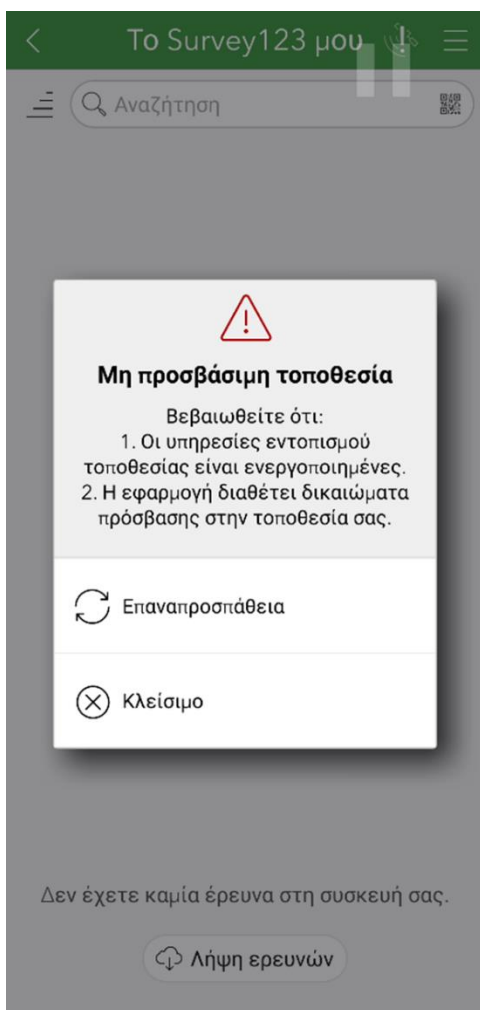 Το Survey123 μου
Αναζήτηση
Μη προσβάσιμη τοποθεσία
Βεβαιωθείτε ότι:
1. Οι υπηρεσίες εντοπισμού
τοποθεσίας είναι ενεργοποιημένες.
2. Η εφαρμογή διαθέτει δικαιώματα
πρόσβασης στην τοποθεσία σας.
Επαναπροσπάθεια
Κλείσιμο
Δεν έχετε καμία έρευνα στη συσκευή σας.
Λήψη ερευνών